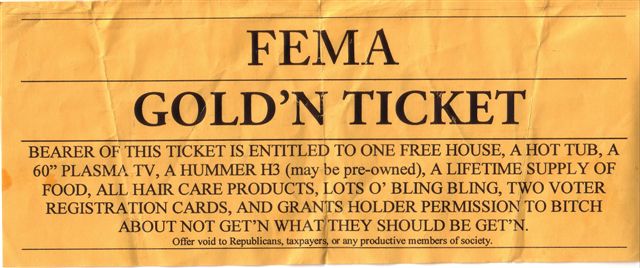 FEMA
GOLD'N TICKET
BEARER OF THIS TICKET IS ENTITLED TO ONE FREE HOUSE, A HOT TUB, A
60" PLASMA TV, A HUMMER H3 (may be pre-owned), A LIFETIME SUPPLY OF
FOOD, ALL HAIR CARE PRODUCTS, LOTS O' BLING BLING, TWO VOTER
REGISTRATION CARDS, AND GRANTS HOLDER PERMISSION TO BITCH
ABOUT NOT GET'N WHAT THEY SHOULD BE GET'N.
Offer void to Republicans, taxpayers, or any productive members of society.